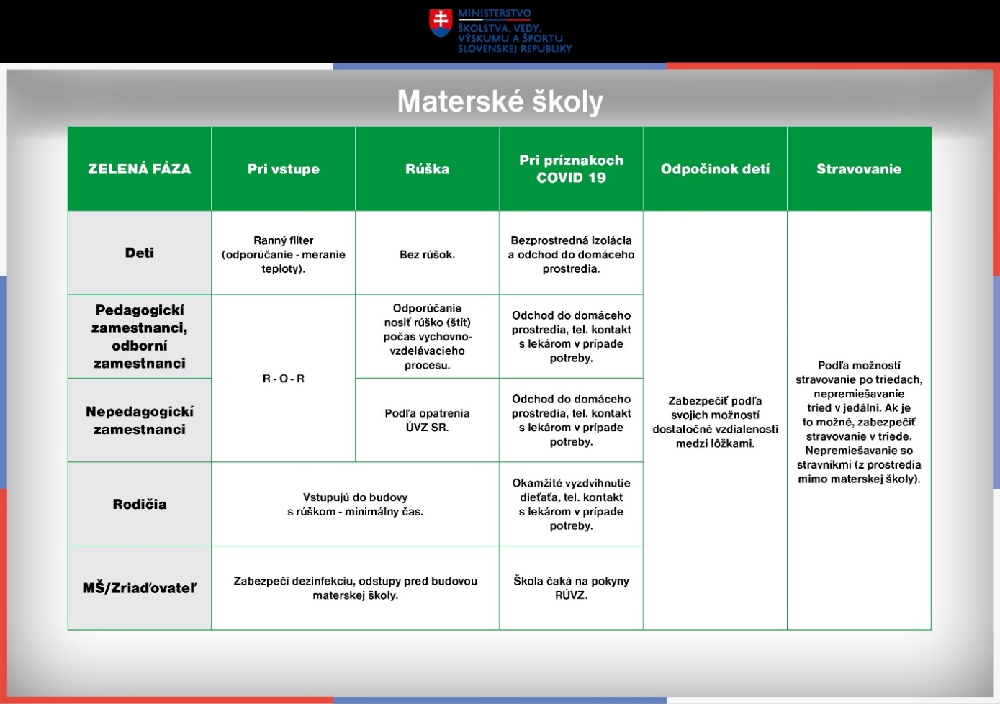 MINISTERSTVO
ŠKOLSTVA, VEDY,
VÝSKUMU A ŠPORTU
SLOVENSKEJ REPUBLIKY
Materské školy
ZELENÁ FÁZA
Pri vstupe
Rúška
Pri príznakoch
COVID 19
Odpočinok detí
Stravovanie
Deti
Ranný filter
(odporúčanie - meranie
teploty).
Bez rúšok.
Bezprostredná izolácia
a odchod do domáceho
prostredia.
Pedagogickí
zamestnanci,
odborní
zamestnanci
R - O - R
Odporúčanie
nosiť rúško (štít)
počas vychovno-
vzdelávacieho
procesu.
Odchod do domáceho
prostredia, tel. kontakt
s lekárom v prípade
potreby.
Nepedagogickí
zamestnanci
Podľa opatrenia
ÚVZ SR.
Odchod do domáceho
prostredia, tel. kontakt
s lekárom v prípade
potreby.
Zabezpečiť podľa
svojich možností
dostatočné vzdialenosti
medzi lôžkami.
Podľa možností
stravovanie po triedach,
nepremiešavanie
tried v jedálni. Ak je
to možné, zabezpečiť
stravovanie v triede.
Nepremiešavanie so
stravníkmi (z prostredia
mimo materskej školy).
Rodičia
Vstupujú do budovy
s rúškom - minimálny čas.
Okamžité vyzdvihnutie
dieťaťa, tel. kontakt
s lekárom v prípade
potreby.
MŠ/Zriaďovateľ
Zabezpečí dezinfekciu, odstupy pred budovou
materskej školy.
Škola čaká na pokyny
RÚVZ.